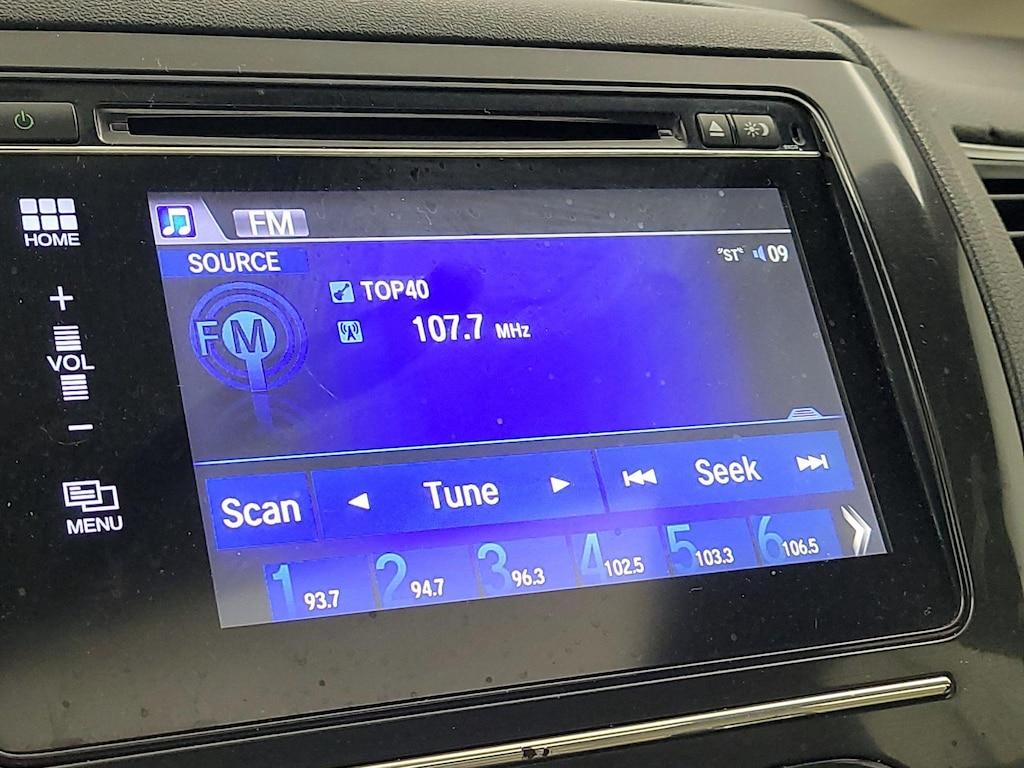 HOME
+
VOL
−
MENU
FM
SOURCE
"ST" 09
FM
TOP40
107.7 MHz
Scan
Tune
Seek
1 93.7
2 94.7
3 96.3
4 102.5
5 103.3
6 106.5